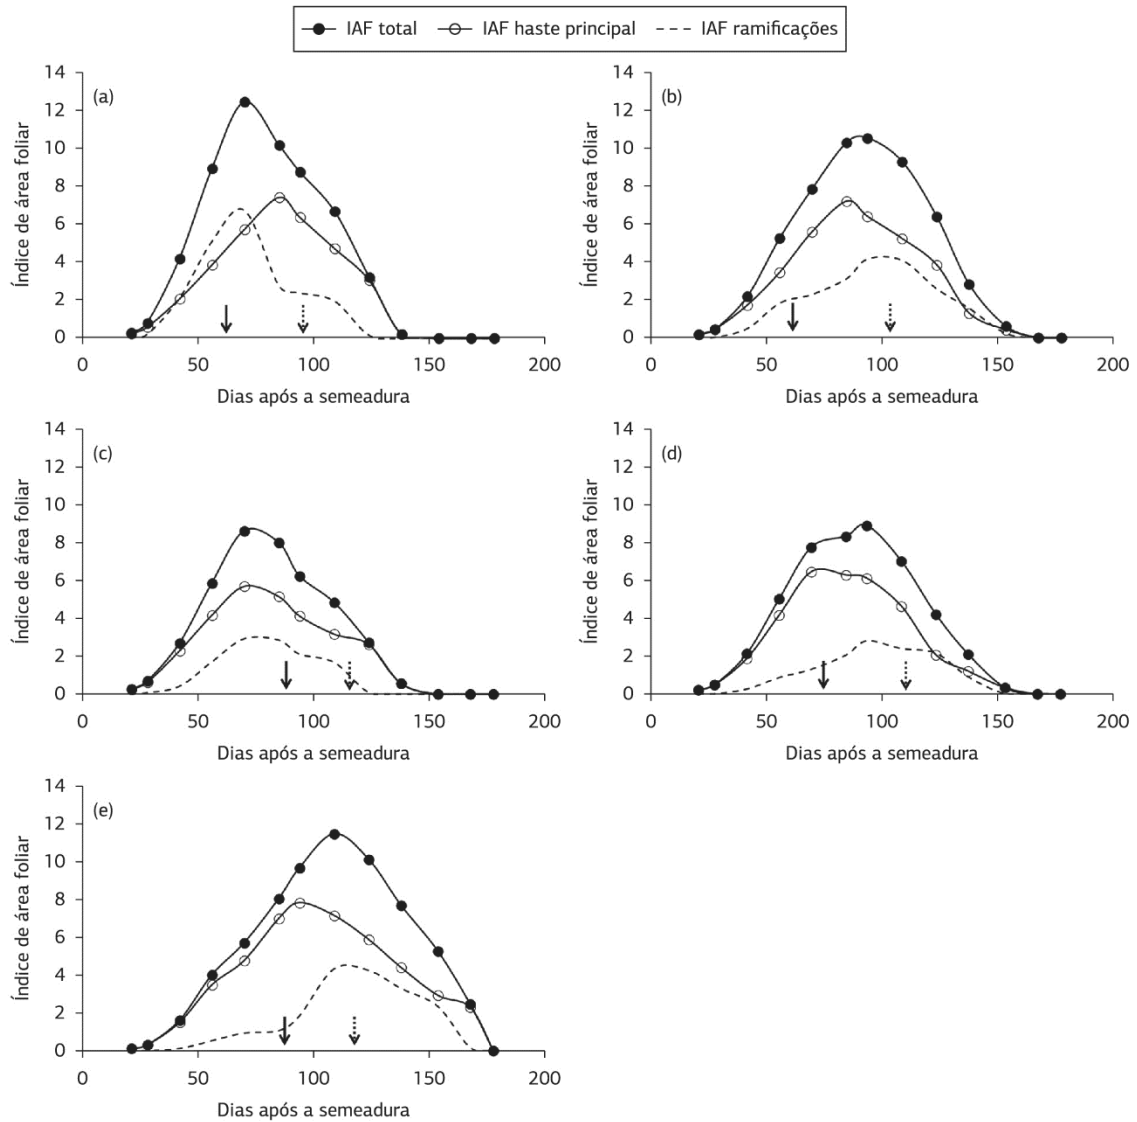 IAF total IAF haste principal IAF ramificações
(a)
Índice de área foliar
14
12
10
8
6
4
2
0
0 50 100 150 200
Dias após a semeadura
(b)
Índice de área foliar
14
12
10
8
6
4
2
0
0 50 100 150 200
Dias após a semeadura
(c)
Índice de área foliar
14
12
10
8
6
4
2
0
0 50 100 150 200
Dias após a semeadura
(d)
Índice de área foliar
14
12
10
8
6
4
2
0
0 50 100 150 200
Dias após a semeadura
(e)
Índice de área foliar
14
12
10
8
6
4
2
0
0 50 100 150 200
Dias após a semeadura